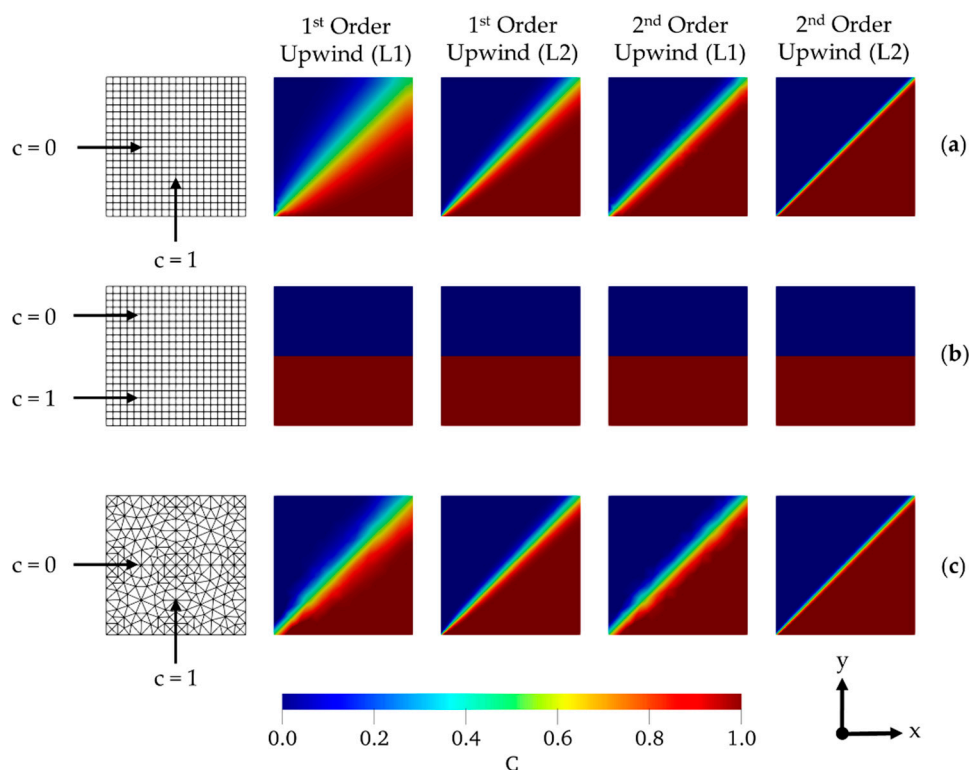 1st Order
Upwind (L1)
1st Order
Upwind (L2)
2nd Order
Upwind (L1)
2nd Order
Upwind (L2)
c = 0
c = 1
(a)
c = 0
c = 1
(b)
c = 0
c = 1
(c)
0.0 0.2 0.4 0.6 0.8 1.0
C
y
x